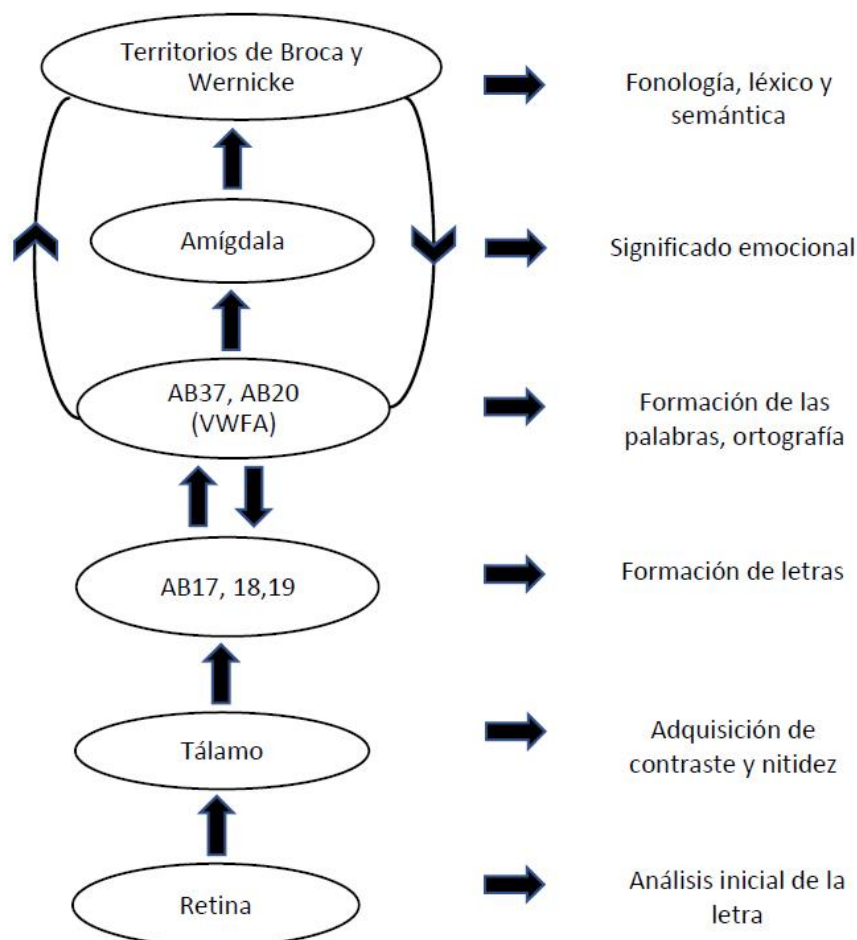 Territorios de Broca y
Wernicke
Fonología, léxico y
semántica
Amígdala
Significado emocional
AB37, AB20
(VWFA)
Formación de las
palabras, ortografía
AB17, 18,19
Formación de letras
Tálamo
Adquisición de
contraste y nitidez
Retina
Análisis inicial de la
letra